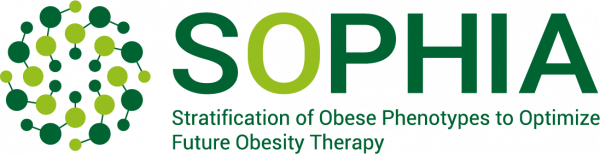 SOPHIA
Stratification of Obese Phenotypes to Optimize
Future Obesity Therapy